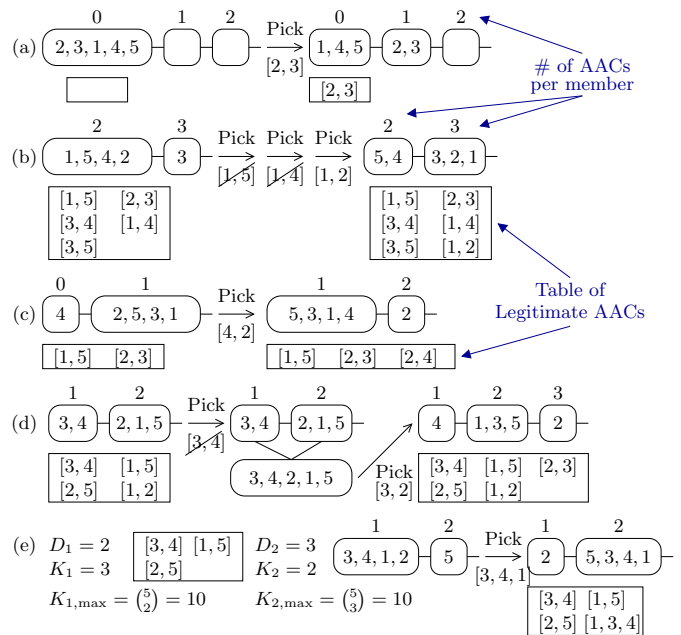 0 1 2 0 1 2
(a) 2, 3, 1, 4, 5 Pick [2, 3] 1, 4, 5 2, 3
[2, 3]
# of AACs
per member
2 3 2 3
(b) 1, 5, 4, 2 3 Pick [1, 5] Pick [1, 4] Pick [1, 2] 5, 4 3, 2, 1
[1, 5] [2, 3] [1, 5] [2, 3]
[3, 4] [1, 4] [3, 4] [1, 4]
[3, 5] [3, 5] [1, 2]
0 1 1 2
(c) 4 2, 5, 3, 1 Pick [4, 2] 5, 3, 1, 4 2
Table of
Legitimate AACs
[1, 5] [2, 3] [1, 5] [2, 3] [2, 4]
1 2 1 2 1 2 3
(d) 3, 4 2, 1, 5 Pick [3, 4] 3, 4 2, 1, 5 4 1, 3, 5 2
[3, 4] [1, 5] 3, 4, 2, 1, 5 Pick [3, 2] [3, 4] [1, 5] [2, 3]
[2, 5] [1, 2] [2, 5] [1, 2]
1 2 1 2
(e) D₁ = 2 [3, 4] [1, 5] D₂ = 3 3, 4, 1, 2 5 Pick [3, 4, 1] 2 5, 3, 4, 1
K₁ = 3 [2, 5] K₂ = 2
[3, 4] [1, 5]
K₁,max = (5 2) = 10 K₂,max = (5 3) = 10 [2, 5] [1, 3, 4]